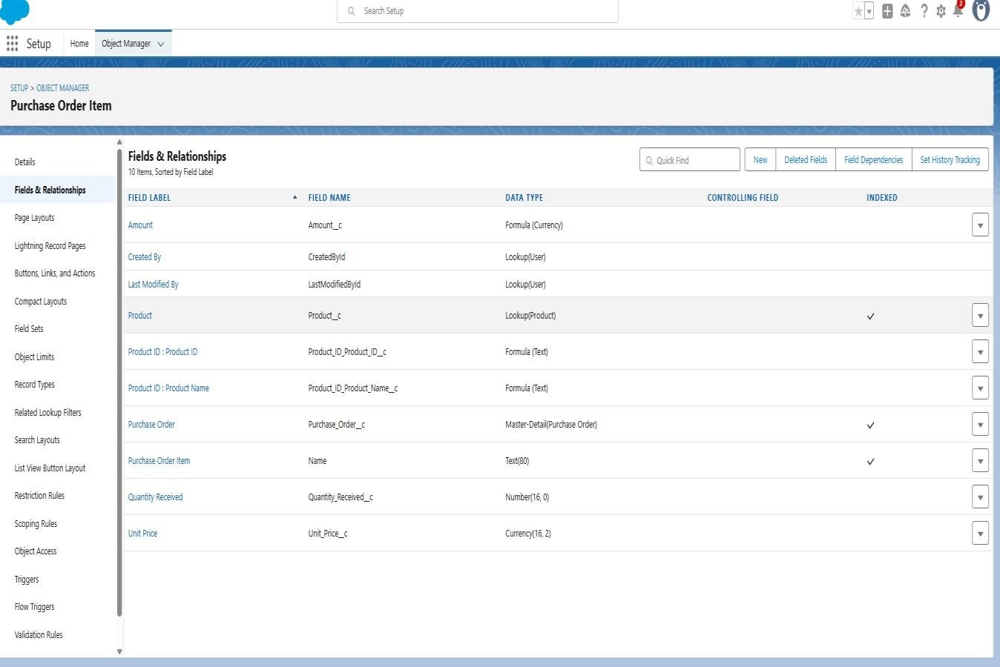 Search Setup
2
Setup
Home
Object Manager
SETUP > OBJECT MANAGER
Purchase Order Item
Details
Fields & Relationships
Page Layouts
Lightning Record Pages
Buttons, Links, and Actions
Compact Layouts
Field Sets
Object Limits
Record Types
Related Lookup Filters
Search Layouts
List View Button Layout
Restriction Rules
Scoping Rules
Object Access
Triggers
Flow Triggers
Validation Rules
Fields & Relationships
10 Items, Sorted by Field Label
Quick Find
New
Deleted Fields
Field Dependencies
Set History Tracking
FIELD LABEL FIELD NAME DATA TYPE CONTROLLING FIELD INDEXED
Amount Amount__c Formula (Currency)
Created By CreatedById Lookup(User)
Last Modified By LastModifiedById Lookup(User)
Product Product__c Lookup(Product)
Product ID : Product ID Product_ID_Product_ID__c Formula (Text)
Product ID : Product Name Product_ID_Product_Name__c Formula (Text)
Purchase Order Purchase_Order__c Master-Detail(Purchase Order)
Purchase Order Item Name Text(80)
Quantity Received Quantity_Received__c Number(16, 0)
Unit Price Unit_Price__c Currency(16, 2)